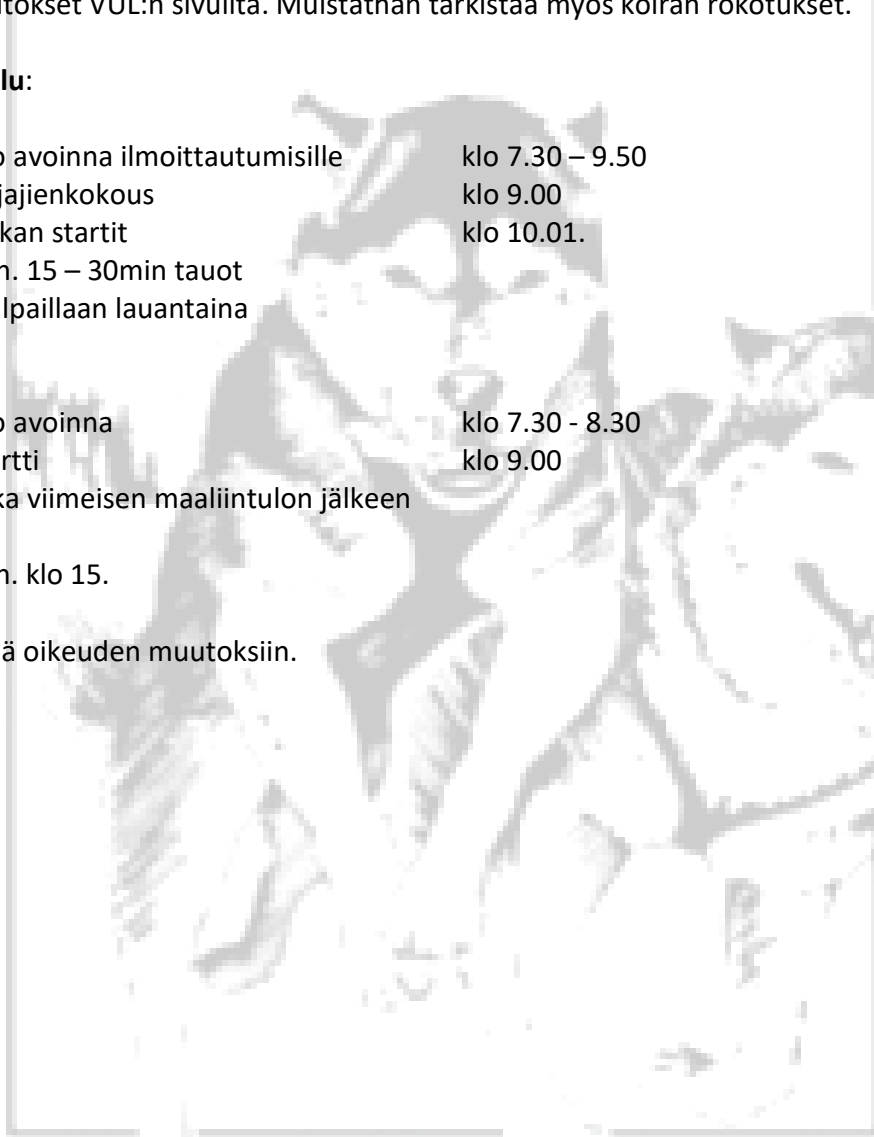 itokset VUL:n sivuilta. Muistathan tarkistaa myös koiran rokotukset.
lu:
o avoinna ilmoittautumisille klo 7.30 – 9.50
jajienkokous klo 9.00
kan startit klo 10.01.
n. 15 – 30min tauot
ilpaillaan lauantaina
o avoinna klo 7.30 - 8.30
rtti klo 9.00
ka viimeisen maaliintulon jälkeen
n. klo 15.
ä oikeuden muutoksiin.